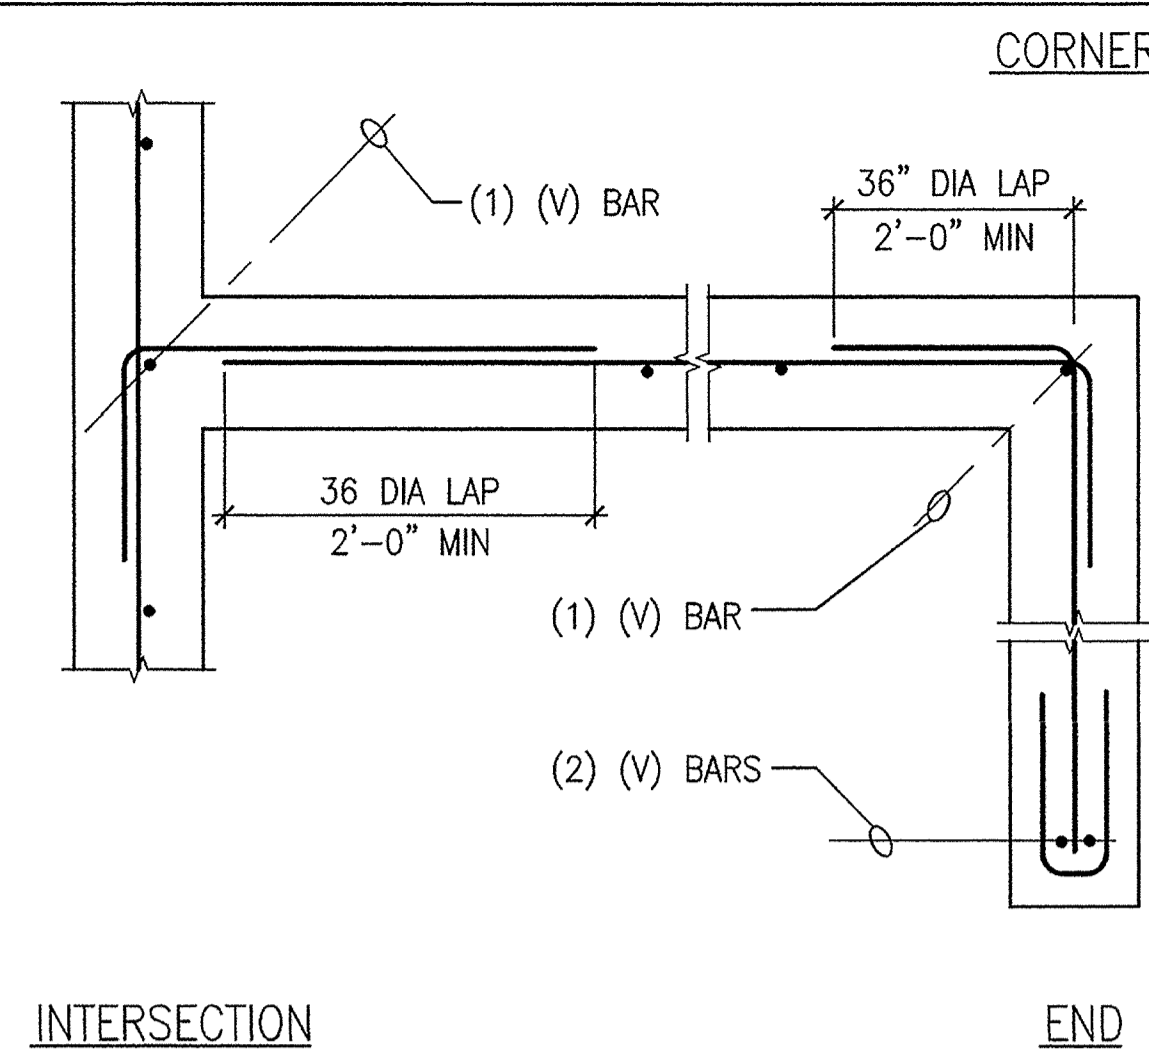 CORNER
(1) (V) BAR
36" DIA LAP
2'-0" MIN
36 DIA LAP
2'-0" MIN
(1) (V) BAR
(2) (V) BARS
INTERSECTION
END